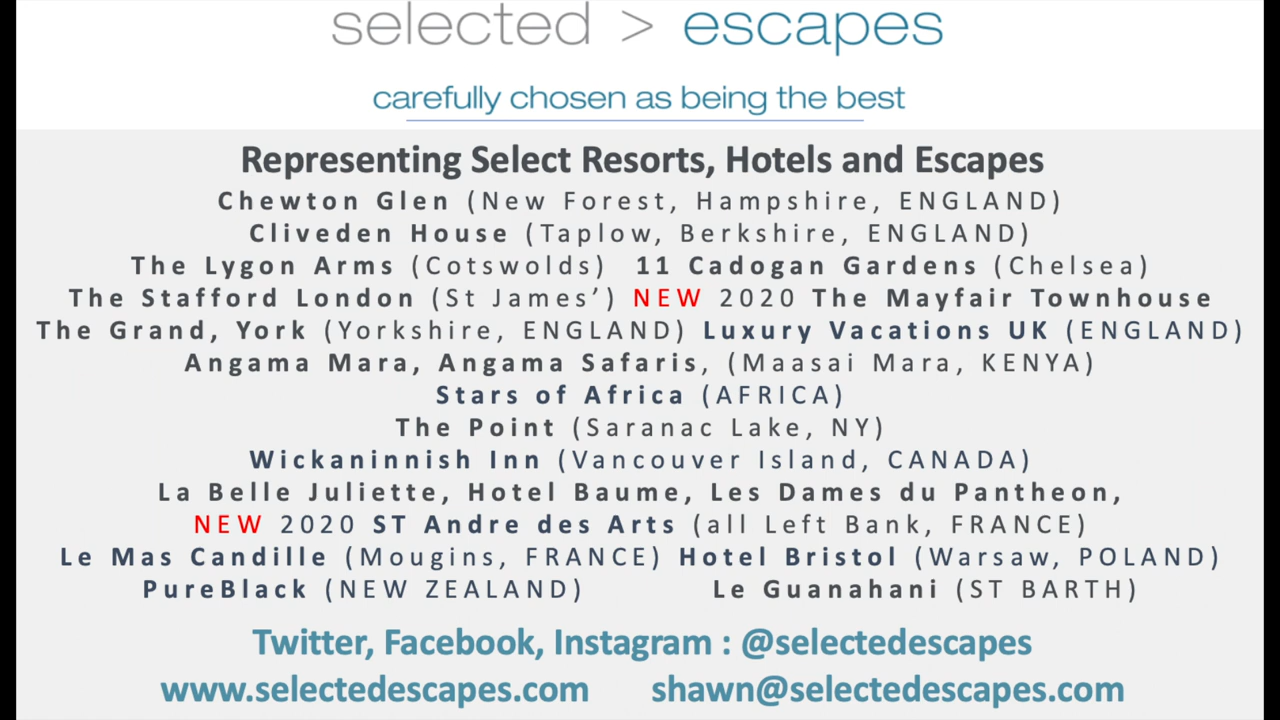 selected > escapes
carefully chosen as being the best
Representing Select Resorts, Hotels and Escapes
Chewton Glen (New Forest, Hampshire, ENGLAND)
Cliveden House (Taplow, Berkshire, ENGLAND)
The Lygon Arms (Cotswolds) 11 Cadogan Gardens (Chelsea)
The Stafford London (St James’) NEW 2020 The Mayfair Townhouse
The Grand, York (Yorkshire, ENGLAND) Luxury Vacations UK (ENGLAND)
Angama Mara, Angama Safaris, (Maasai Mara, KENYA)
Stars of Africa (AFRICA)
The Point (Saranac Lake, NY)
Wickaninnish Inn (Vancouver Island, CANADA)
La Belle Juliette, Hotel Baume, Les Dames du Pantheon,
NEW 2020 ST Andre des Arts (all Left Bank, FRANCE)
Le Mas Candille (Mougins, FRANCE) Hotel Bristol (Warsaw, POLAND)
PureBlack (NEW ZEALAND) Le Guanahani (ST BARTH)
Twitter, Facebook, Instagram : @selectedescapes
www.selectedescapes.com shawn@selectedescapes.com